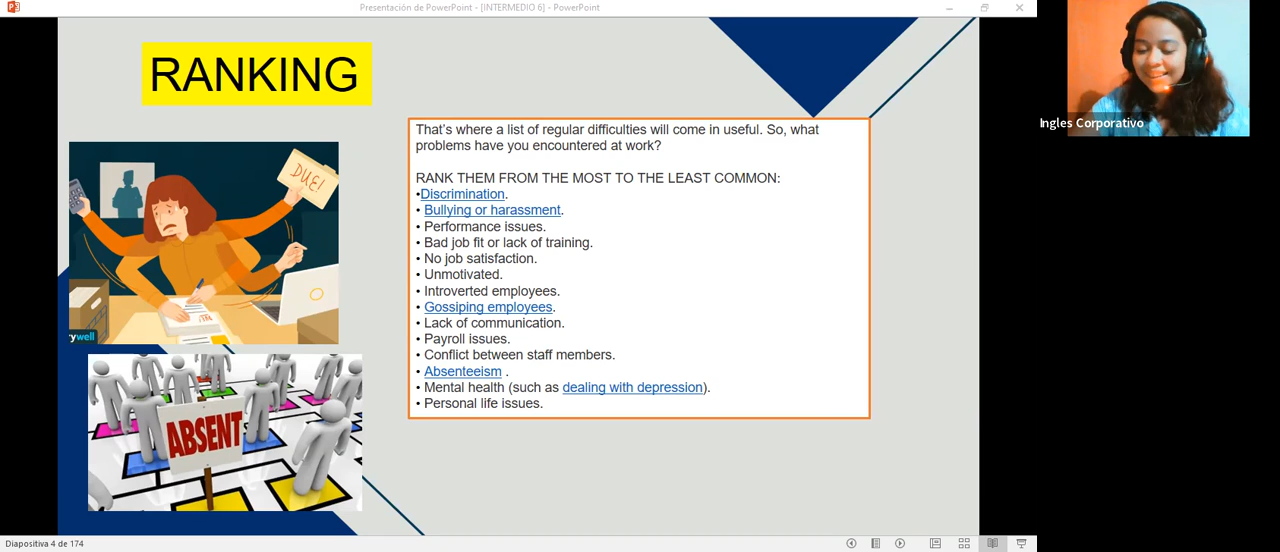 Presentación de PowerPoint - [INTERMEDIO 6] - PowerPoint
RANKING
That's where a list of regular difficulties will come in useful. So, what
problems have you encountered at work?
RANK THEM FROM THE MOST TO THE LEAST COMMON:
•Discrimination.
• Bullying or harassment.
• Performance issues.
• Bad job fit or lack of training.
• No job satisfaction.
• Unmotivated.
• Introverted employees.
• Gossiping employees.
• Lack of communication.
• Payroll issues.
• Conflict between staff members.
• Absenteeism .
• Mental health (such as dealing with depression).
• Personal life issues.
DUE!
rywell
ABSENT
Ingles Corporativo
Diapositiva 4 de 174